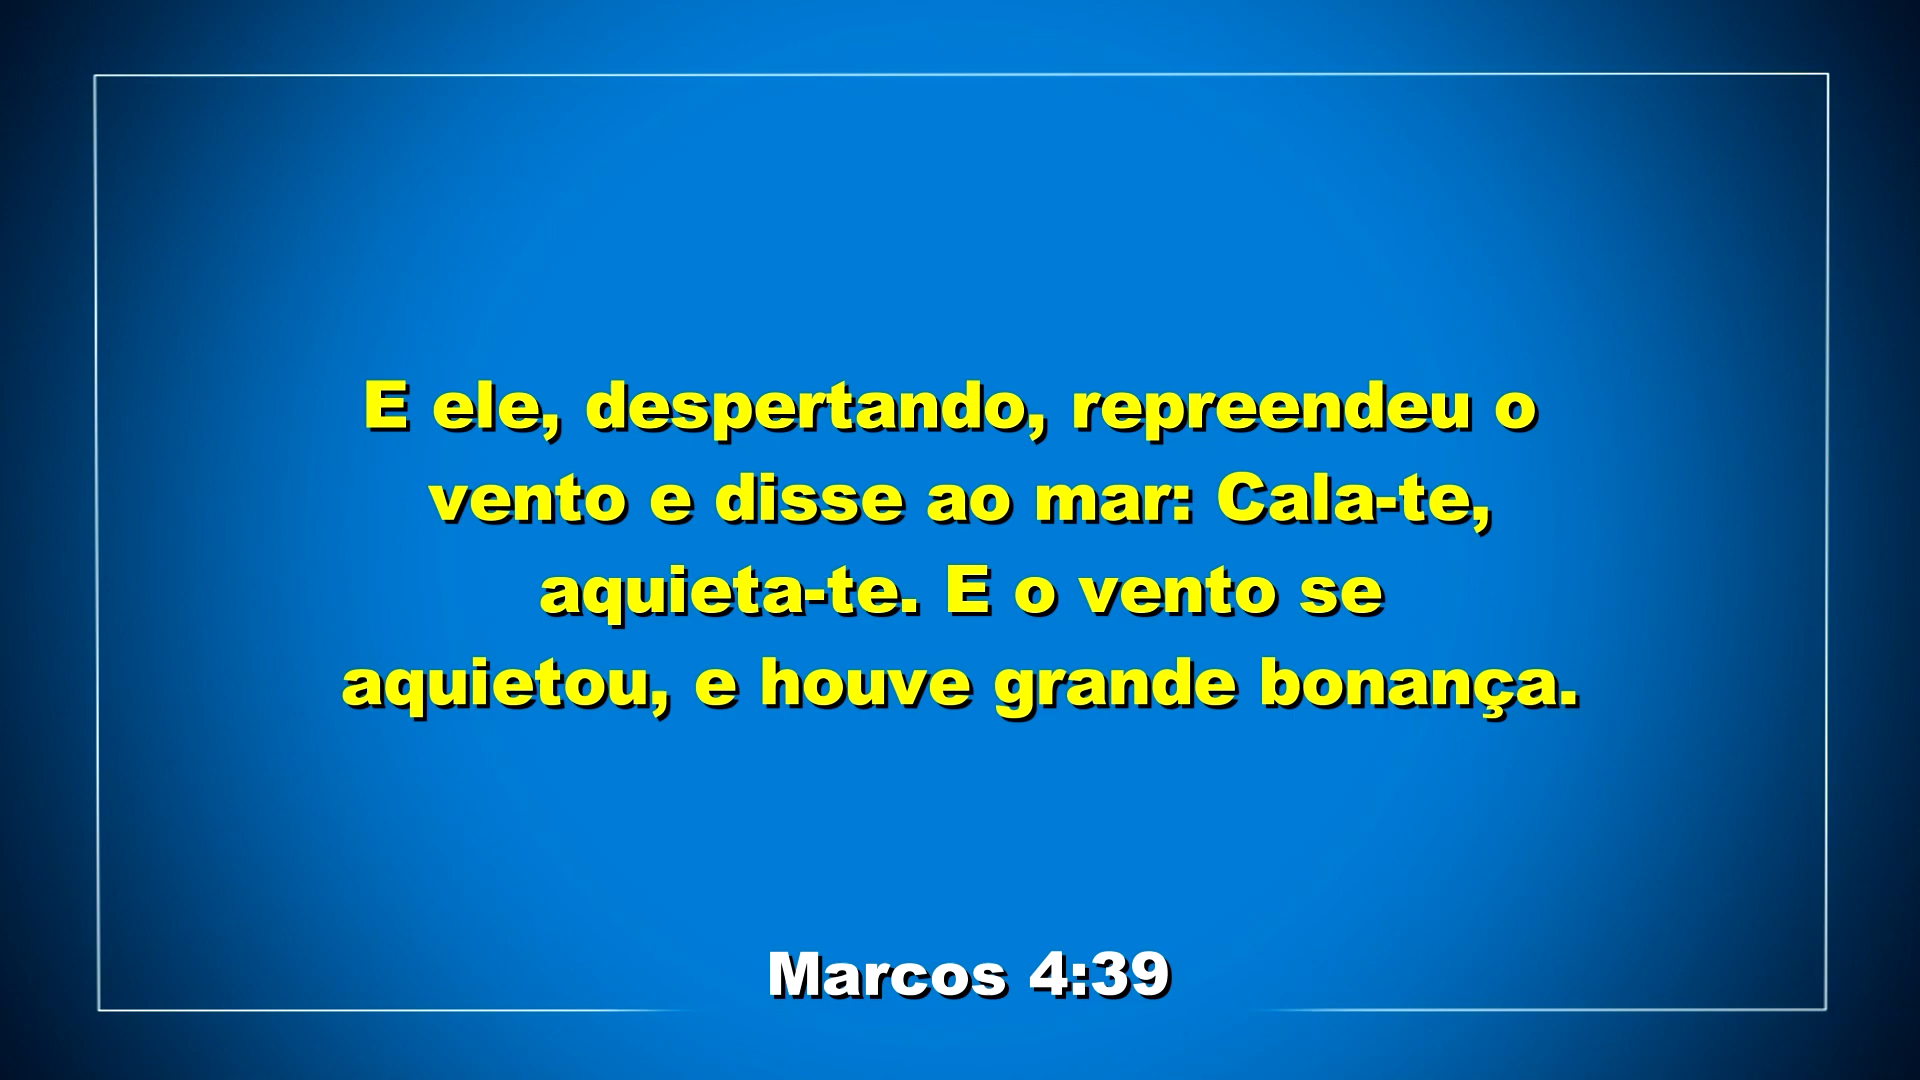 E ele, despertando, repreendeu o
vento e disse ao mar: Cala-te,
aquieta-te. E o vento se
aquietou, e houve grande bonança.
Marcos 4:39